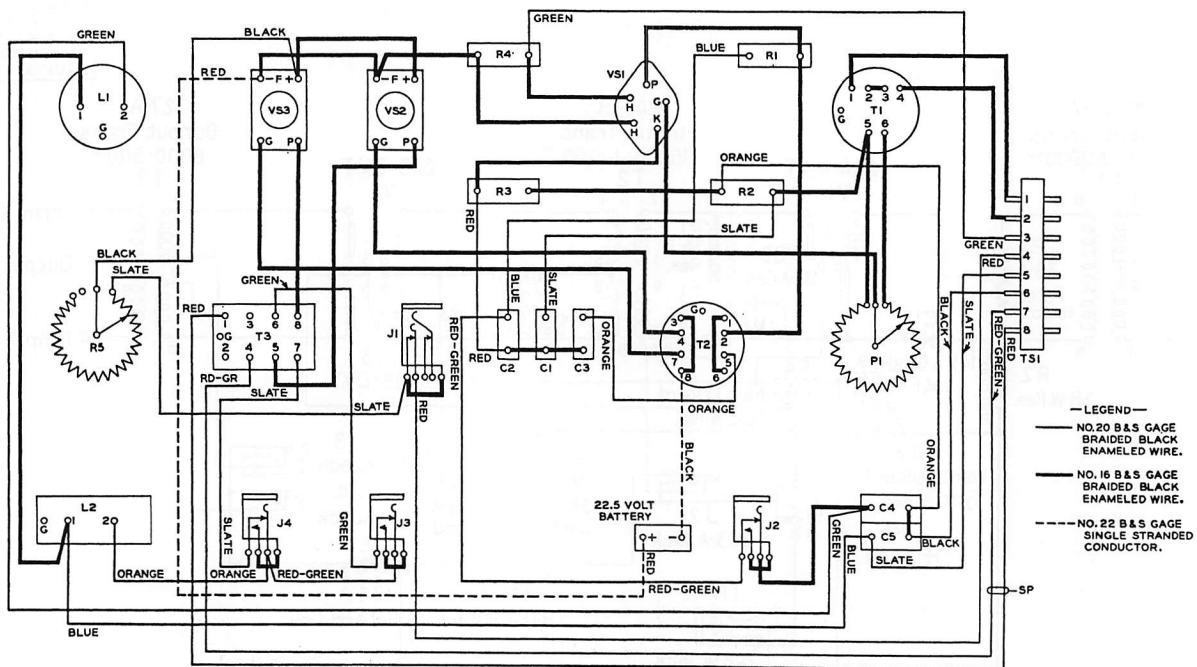 GREEN
GREEN
BLACK
BLUE
RED
R4
R1
VS1
P
G
K
H
H
L1
1
2
G
- F +
VS3
G
P
- F +
VS2
G
P
1
2
3
4
T1
G
5
6
ORANGE
R3
R2
RED
SLATE
1
2
3
4
5
6
7
8
TS1
GREEN
RED
BLACK
SLATE
R5
GREEN
RED
1
3
6
8
G
T3
2
NO
4
5
7
RD-GR
SLATE
SLATE
J1
RED
RED-GREEN
BLUE
SLATE
RED
ORANGE
C2
C1
C3
3
G
1
4
T2
2
7
5
8
6
ORANGE
P1
BLACK
SLATE
RED-GREEN
RED
BLACK
ORANGE
—LEGEND—
NO.20 B&S GAGE
BRAIDED BLACK
ENAMELED WIRE.
NO.16 B&S GAGE
BRAIDED BLACK
ENAMELED WIRE.
NO.22 B&S GAGE
SINGLE STRANDED
CONDUCTOR.
L2
G
1
2
ORANGE
SLATE
J4
ORANGE
RED-GREEN
GREEN
J3
22.5 VOLT
BATTERY
+ -
RED
RED-GREEN
J2
GREEN
BLUE
C4
C5
BLACK
SLATE
BLUE
SP